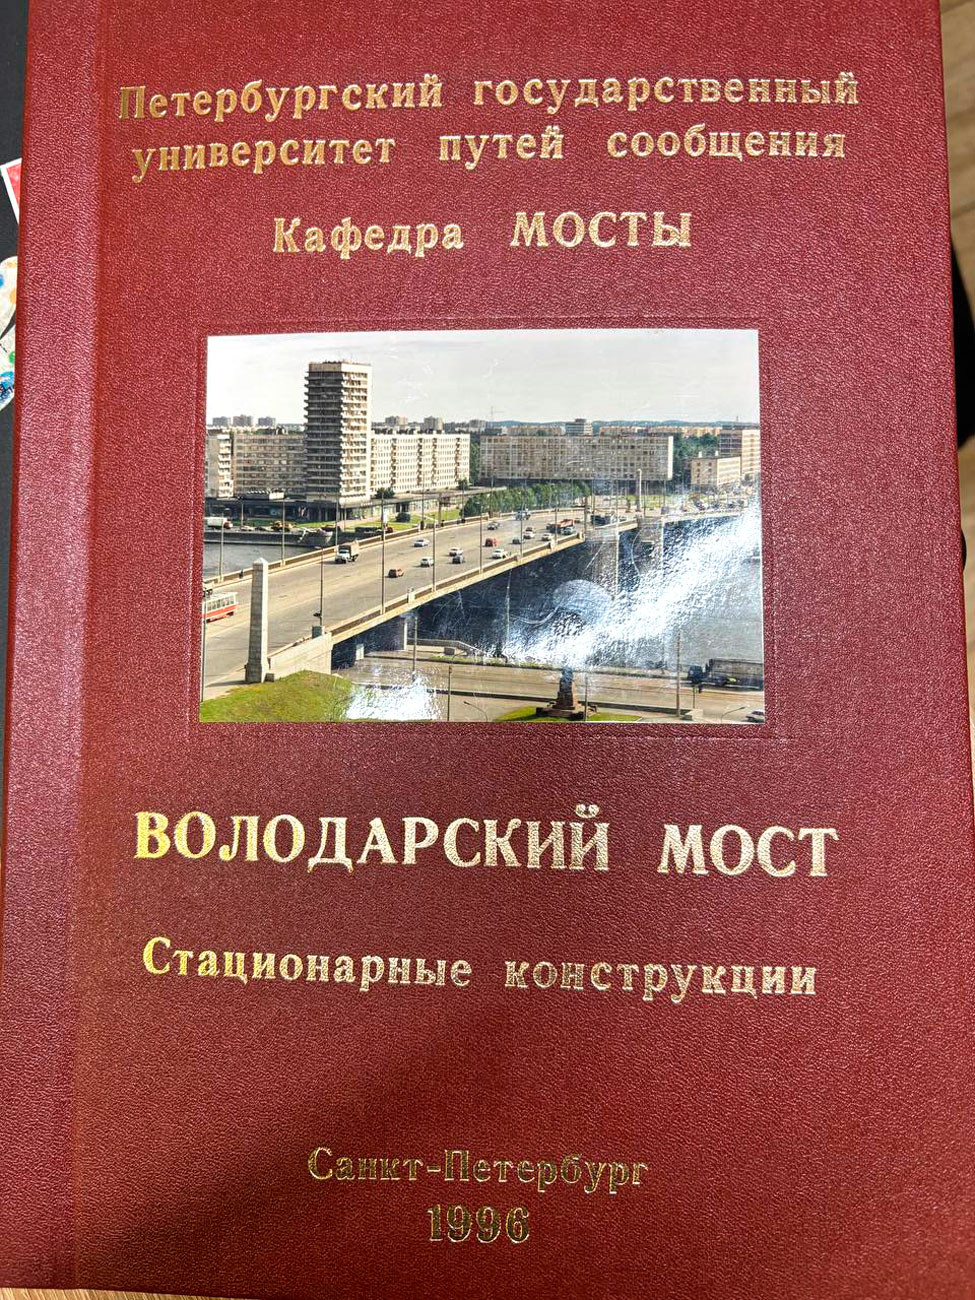 Петербургский государственный
университет путей сообщения
Кафедра МОСТЫ
ВОЛОДАРСКИЙ МОСТ
Стационарные конструкции
Санкт-Петербург
1996